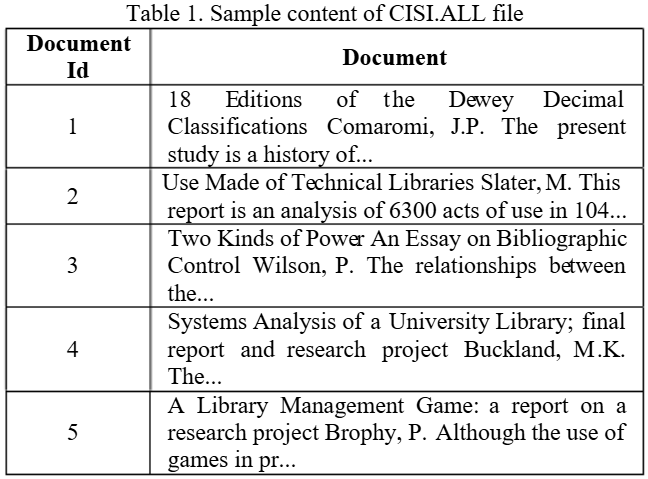 Table 1. Sample content of CISI.ALL file
Document
Id
Document
1
18 Editions of the Dewey Decimal
Classifications Comaromi, J.P. The present
study is a history of...
2
Use Made of Technical Libraries Slater, M. This
report is an analysis of 6300 acts of use in 104...
3
Two Kinds of Power An Essay on Bibliographic
Control Wilson, P. The relationships between
the...
4
Systems Analysis of a University Library; final
report and research project Buckland, M.K.
The...
5
A Library Management Game: a report on a
research project Brophy, P. Although the use of
games in pr...